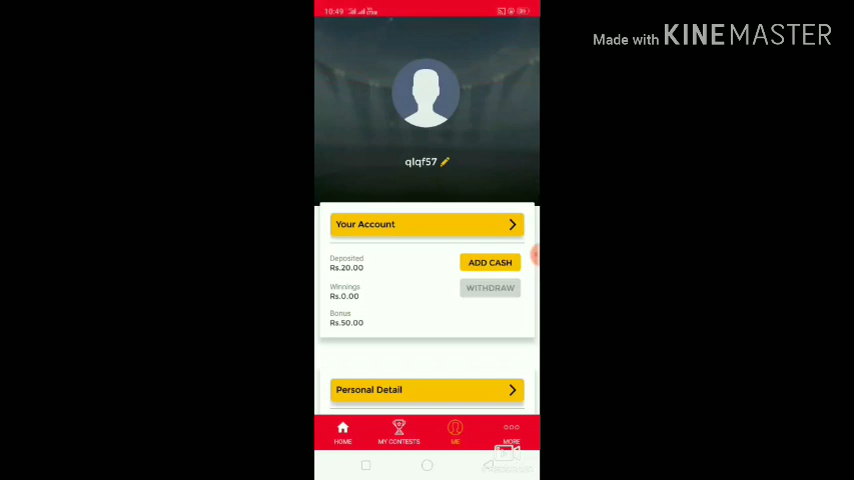 10:49
Made with KINEMASTER
qlqf57
Your Account
Deposited
Rs.20.00
ADD CASH
Winnings
Rs.0.00
WITHDRAW
Bonus
Rs.50.00
Personal Detail
HOME
MY CONTESTS
ME
MORE